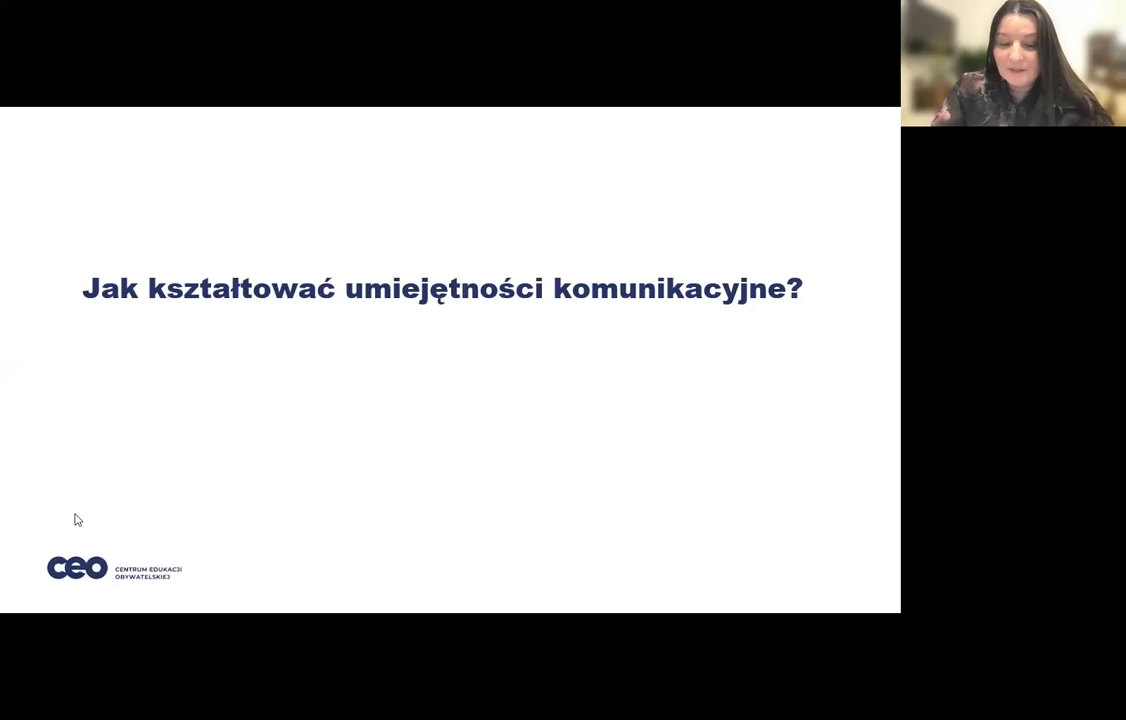 Jak kształtować umiejętności komunikacyjne?
ceo
CENTRUM EDUKACJI
OBYWATELSKIEJ